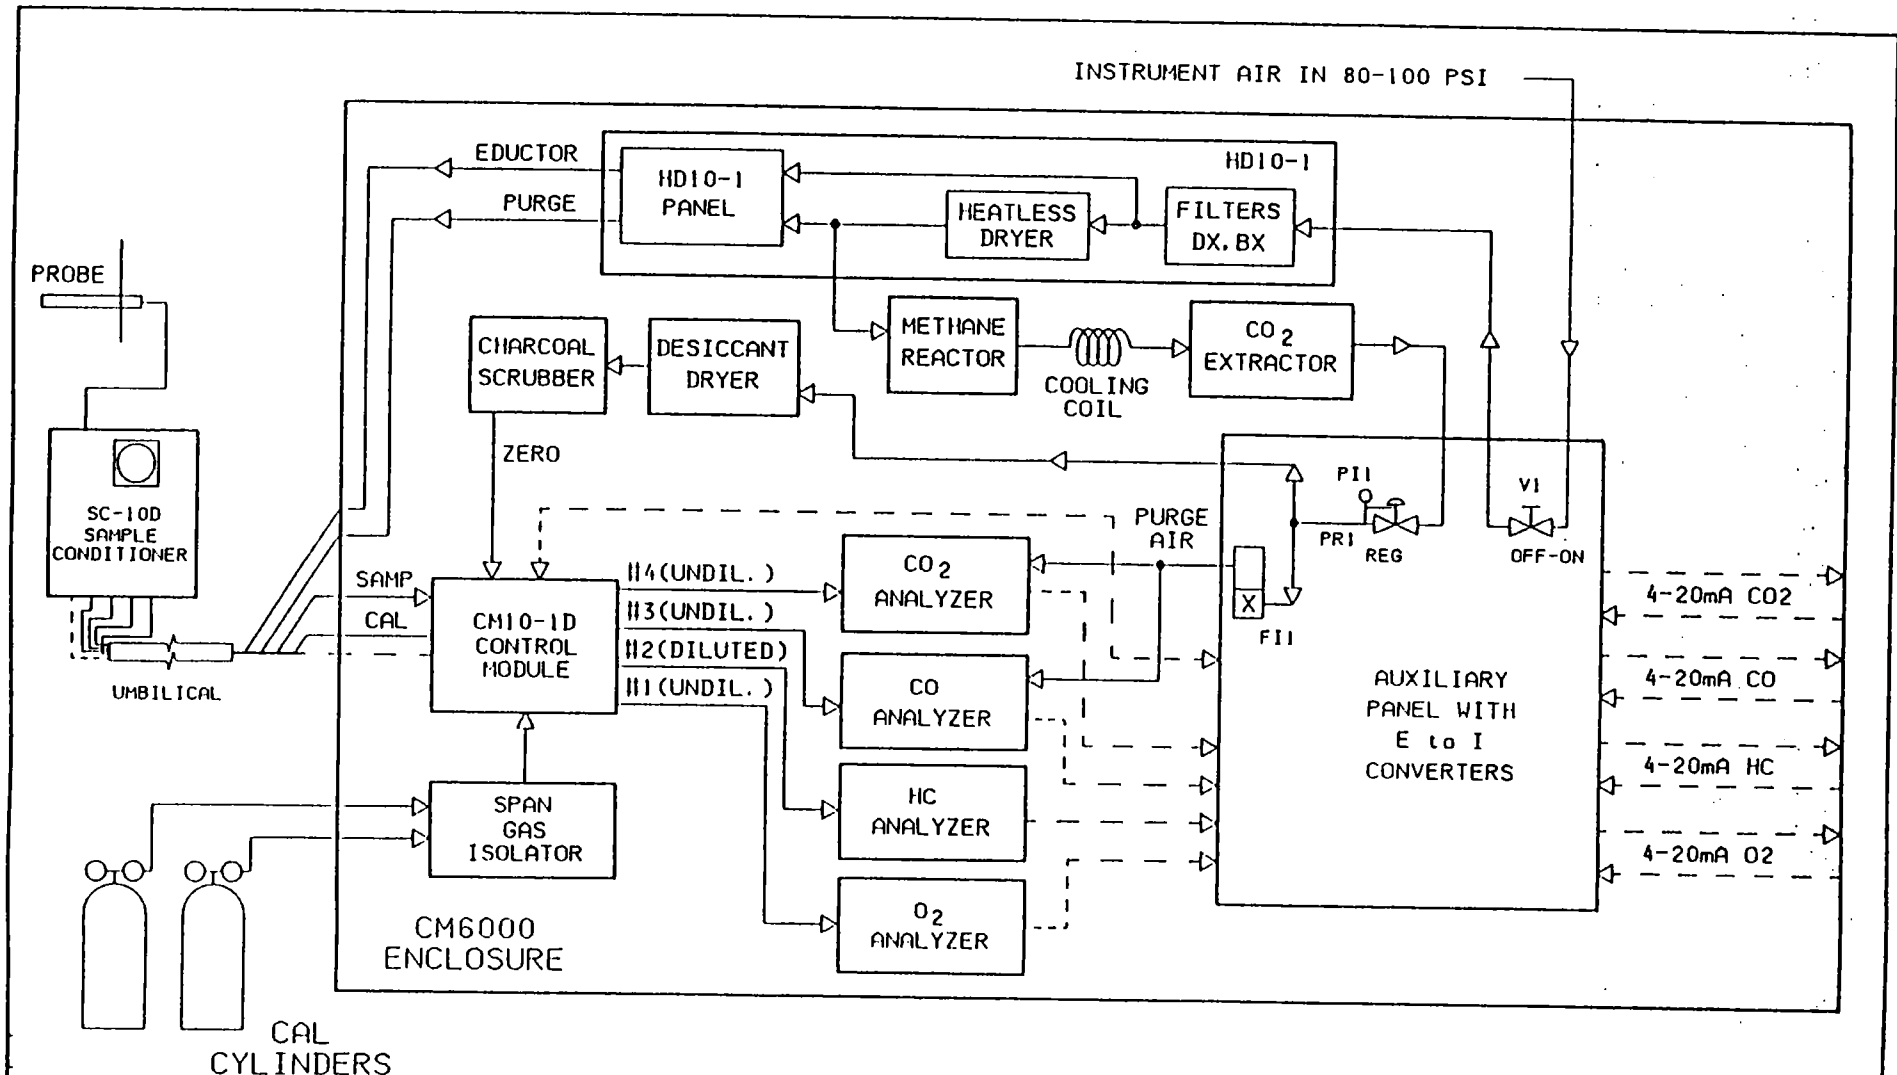 INSTRUMENT AIR IN 80-100 PSI
EDUCTOR
PURGE
HD10-1
PANEL
HD10-1
HEATLESS
DRYER
FILTERS
DX.BX
PROBE
CHARCOAL
SCRUBBER
DESICCANT
DRYER
METHANE
REACTOR
COOLING
COIL
CO2
EXTRACTOR
ZERO
SC-10D
SAMPLE
CONDITIONER
PI1
V1
PR1
REG
OFF-ON
PURGE
AIR
SAMP
CAL
CM10-1D
CONTROL
MODULE
#4(UNDIL.)
#3(UNDIL.)
#2(DILUTED)
#1(UNDIL.)
CO2
ANALYZER
X
FI1
CO
ANALYZER
HC
ANALYZER
O2
ANALYZER
AUXILIARY
PANEL WITH
E to I
CONVERTERS
4-20mA CO2
4-20mA CO
4-20mA HC
4-20mA O2
UMBILICAL
SPAN
GAS
ISOLATOR
CM6000
ENCLOSURE
CAL
CYLINDERS